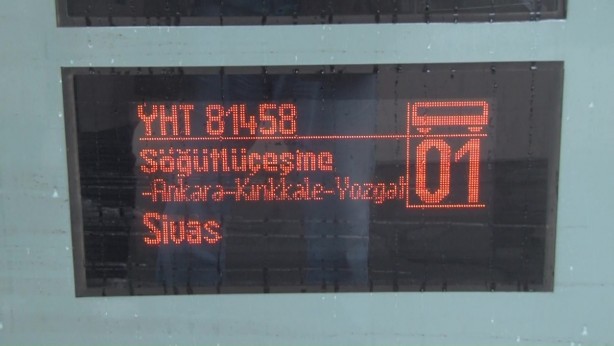 YHT 81458
Söğütlüçeşme
-Ankara-Kırıkkale-Yozgat
Sivas
01